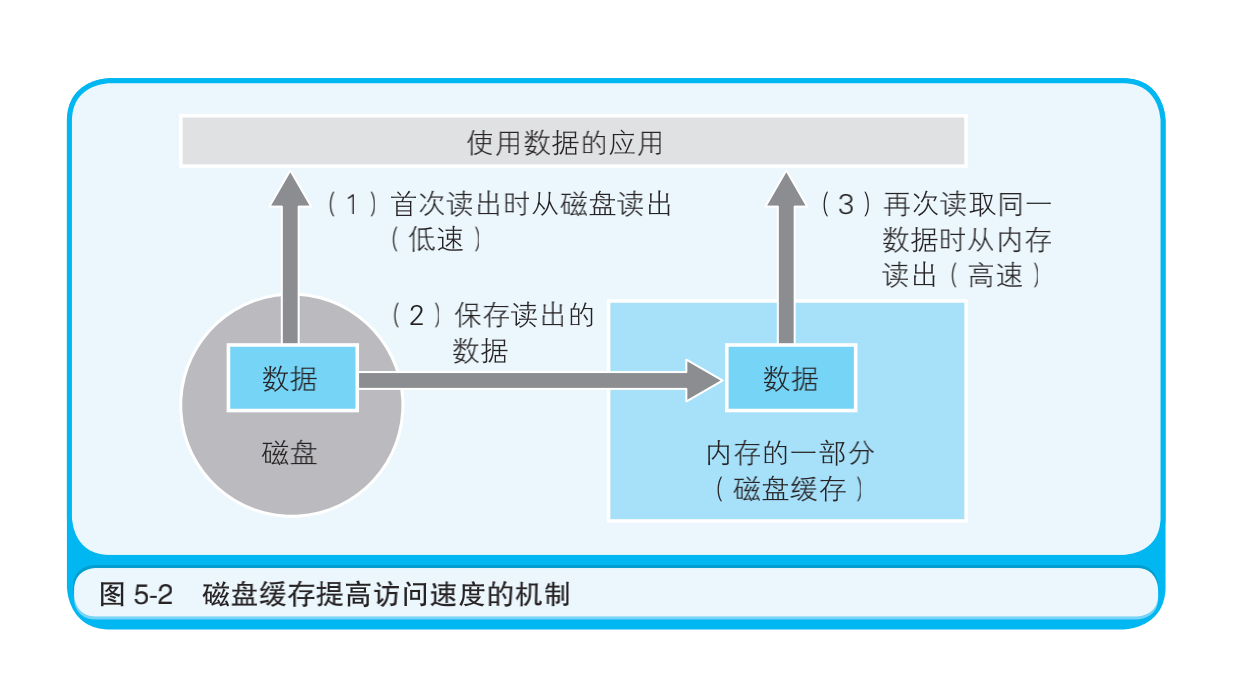 使用数据的应用
（1）首次读出时从磁盘读出
（低速）
（3）再次读取同一
数据时从内存
读出（高速）
（2）保存读出的
数据
数据
数据
磁盘
内存的一部分
（磁盘缓存）
图 5-2 磁盘缓存提高访问速度的机制